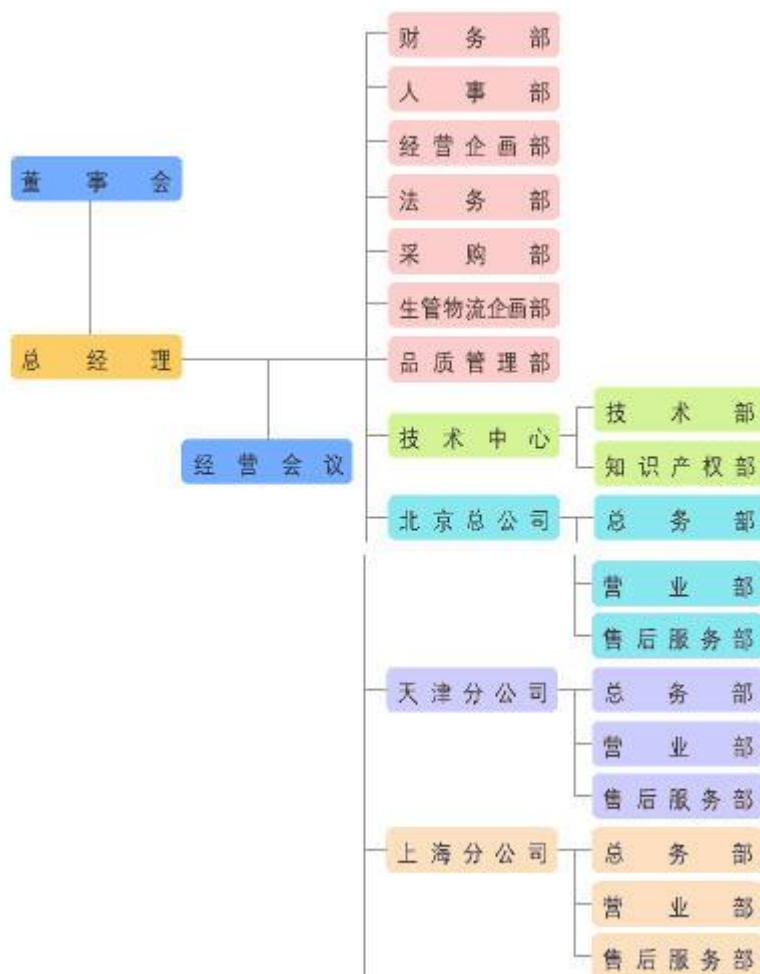 董事会
总经理
经营会议
财务部
人事部
经营企画部
法务部
采购部
生管物流企画部
品质管理部
技术中心
技术部
知识产权部
北京总公司
总务部
营业部
售后服务部
天津分公司
总务部
营业部
售后服务部
上海分公司
总务部
营业部
售后服务部